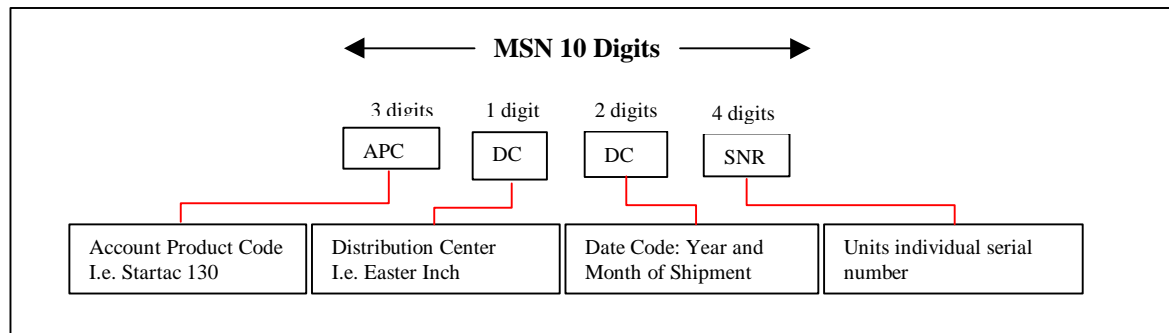 MSN 10 Digits
3 digits 1 digit 2 digits 4 digits
APC DC DC SNR
Account Product Code
I.e. Startac 130
Distribution Center
I.e. Easter Inch
Date Code: Year and
Month of Shipment
Units individual serial
number